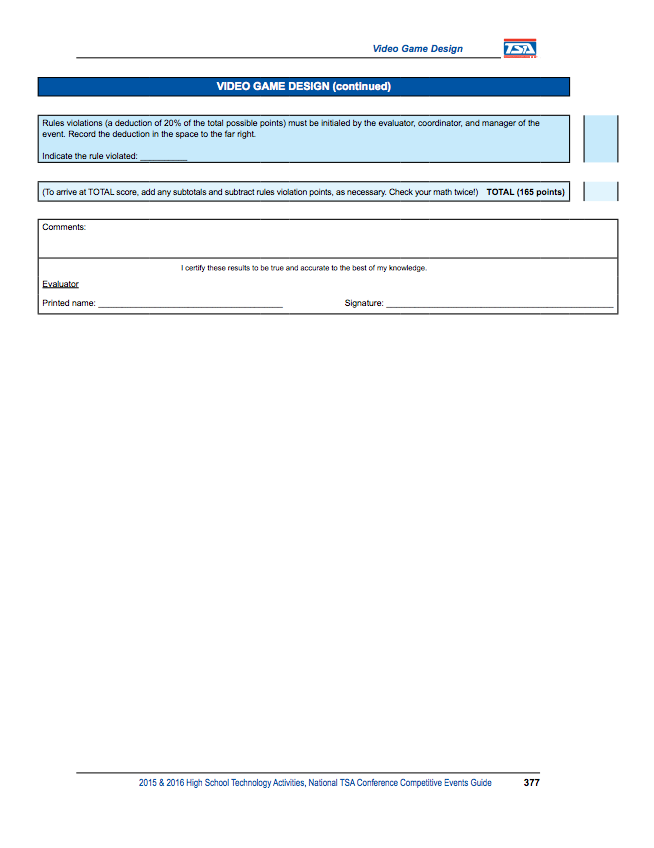 Video Game Design
TSA
VIDEO GAME DESIGN (continued)
Rules violations (a deduction of 20% of the total possible points) must be initialed by the evaluator, coordinator, and manager of the
event. Record the deduction in the space to the far right.
Indicate the rule violated: __________
(To arrive at TOTAL score, add any subtotals and subtract rules violation points, as necessary. Check your math twice!) TOTAL (165 points)
Comments:
I certify these results to be true and accurate to the best of my knowledge.
Evaluator
Printed name: ______________________________________ Signature: ______________________________________________
2015 & 2016 High School Technology Activities, National TSA Conference Competitive Events Guide 377